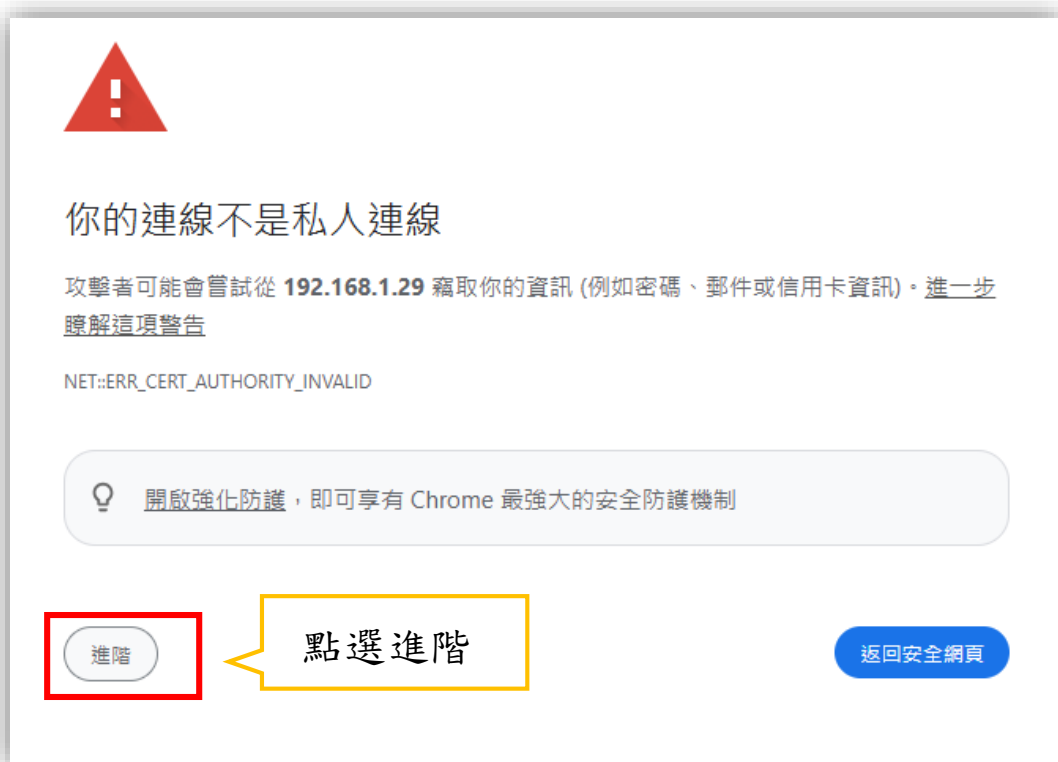 你的連線不是私人連線
攻擊者可能會嘗試從 192.168.1.29 竊取你的資訊 (例如密碼、郵件或信用卡資訊)。進一步
瞭解這項警告
NET::ERR_CERT_AUTHORITY_INVALID
開啟強化防護，即可享有 Chrome 最強大的安全防護機制
進階
點選進階
返回安全網頁